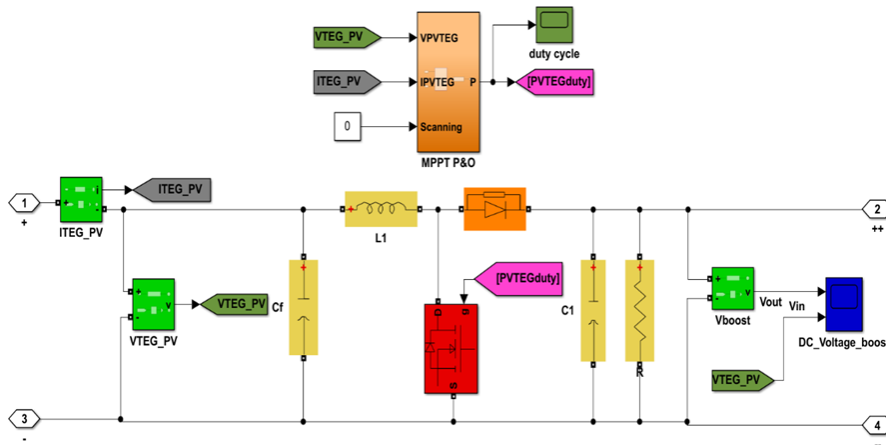 VTEG_PV
VPVTEG
duty cycle
ITEG_PV
IPVTEG
P
[PVTEGduty]
0
Scanning
MPPT P&O
1
+
+
i
-
ITEG_PV
ITEG_PV
2
++
+
L1
+
-
v
VTEG_PV
VTEG_PV
+
Cf
[PVTEGduty]
g
D
S
+
C1
+
R
+
-
v
Vboost
Vout
Vin
DC_Voltage_boos
VTEG_PV
3
-
4